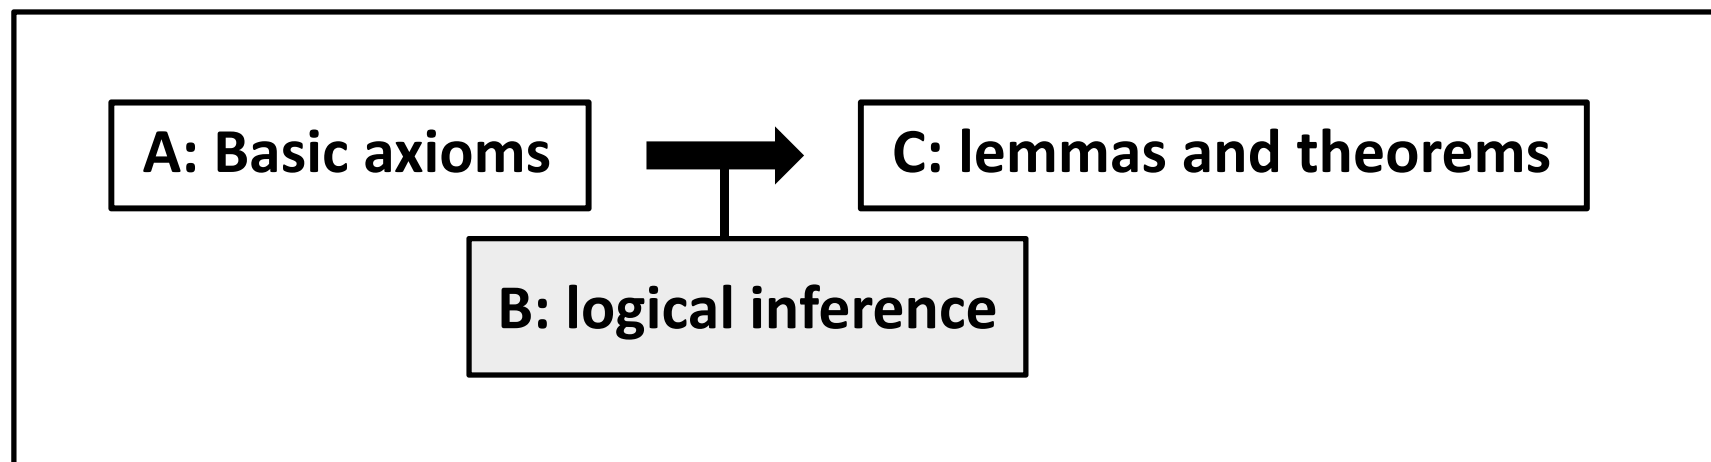 A: Basic axioms
C: lemmas and theorems
B: logical inference